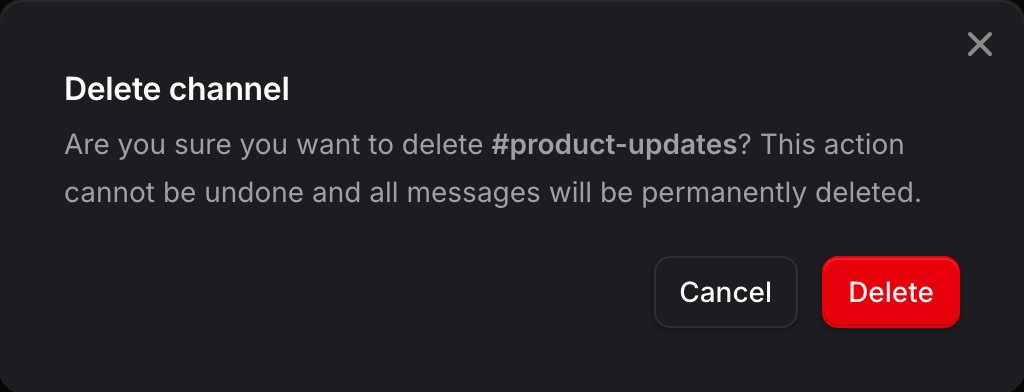 Delete channel
Are you sure you want to delete #product-updates? This action
cannot be undone and all messages will be permanently deleted.
Cancel
Delete